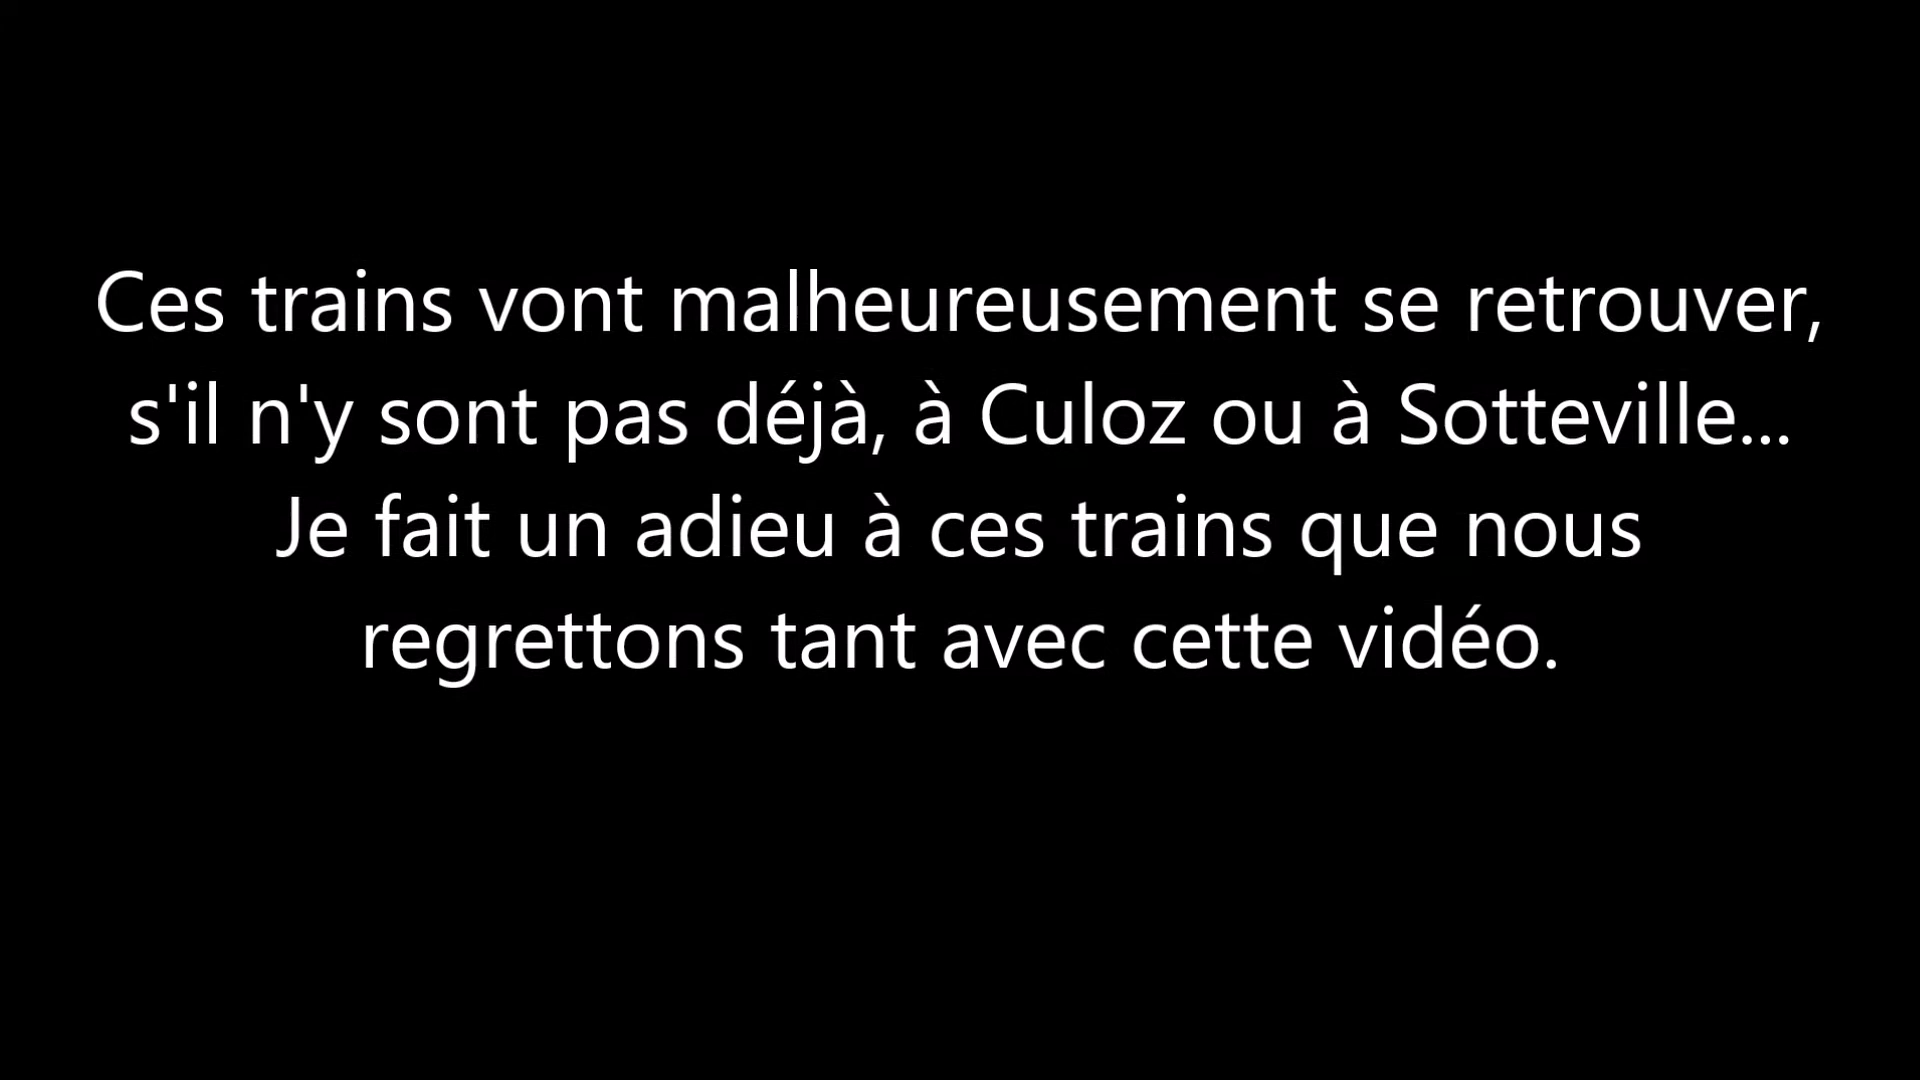 Ces trains vont malheureusement se retrouver,
s'il n'y sont pas déjà, à Culoz ou à Sotteville...
Je fait un adieu à ces trains que nous
regrettons tant avec cette vidéo.